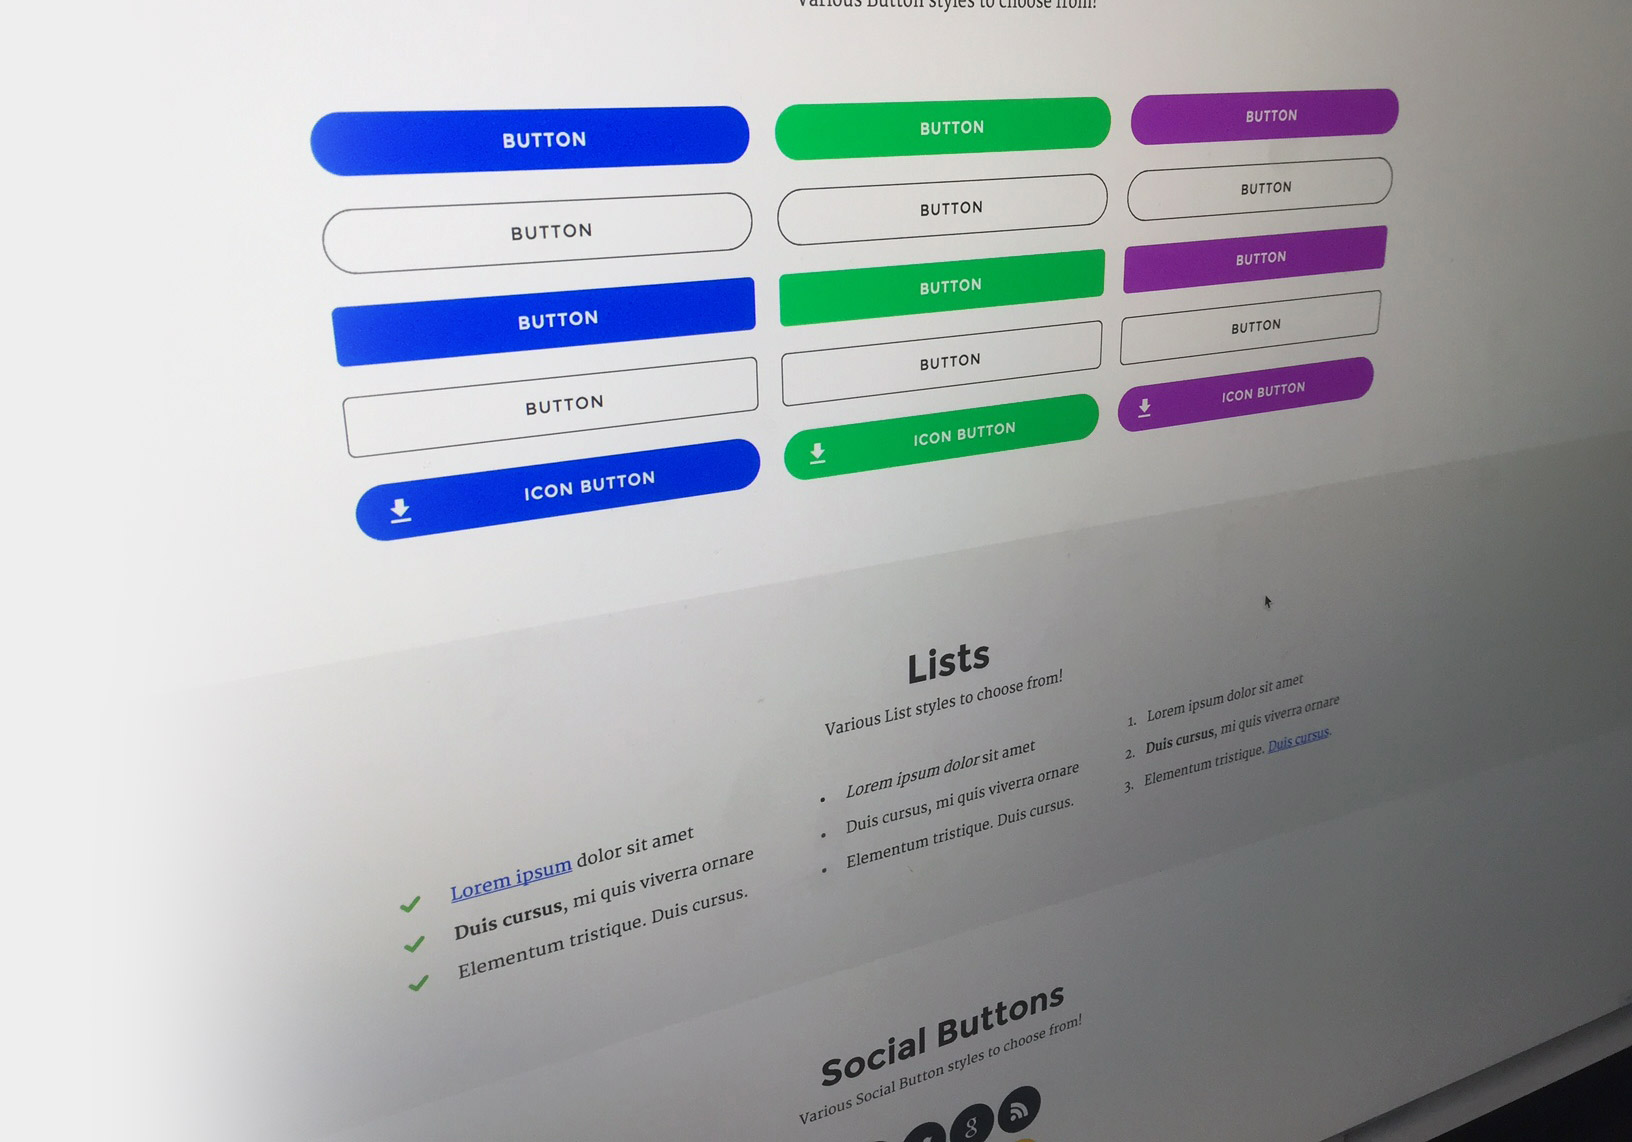 Various Button styles to choose from!
BUTTON
BUTTON
BUTTON
BUTTON
BUTTON
BUTTON
BUTTON
BUTTON
BUTTON
BUTTON
BUTTON
BUTTON
ICON BUTTON
ICON BUTTON
ICON BUTTON
Lists
Various List styles to choose from!
Lorem ipsum dolor sit amet
Duis cursus, mi quis viverra ornare
Elementum tristique. Duis cursus.
• Lorem ipsum dolor sit amet
• Duis cursus, mi quis viverra ornare
• Elementum tristique. Duis cursus.
1. Lorem ipsum dolor sit amet
2. Duis cursus, mi quis viverra ornare
3. Elementum tristique. Duis cursus.
Social Buttons
Various Social Button styles to choose from!